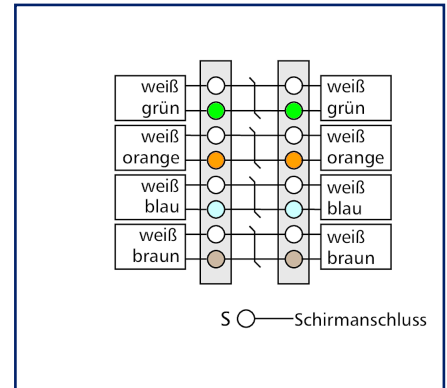 weiß weiß
grün grün
weiß weiß
orange orange
weiß weiß
blau blau
weiß weiß
braun braun
S Schirmanschluss